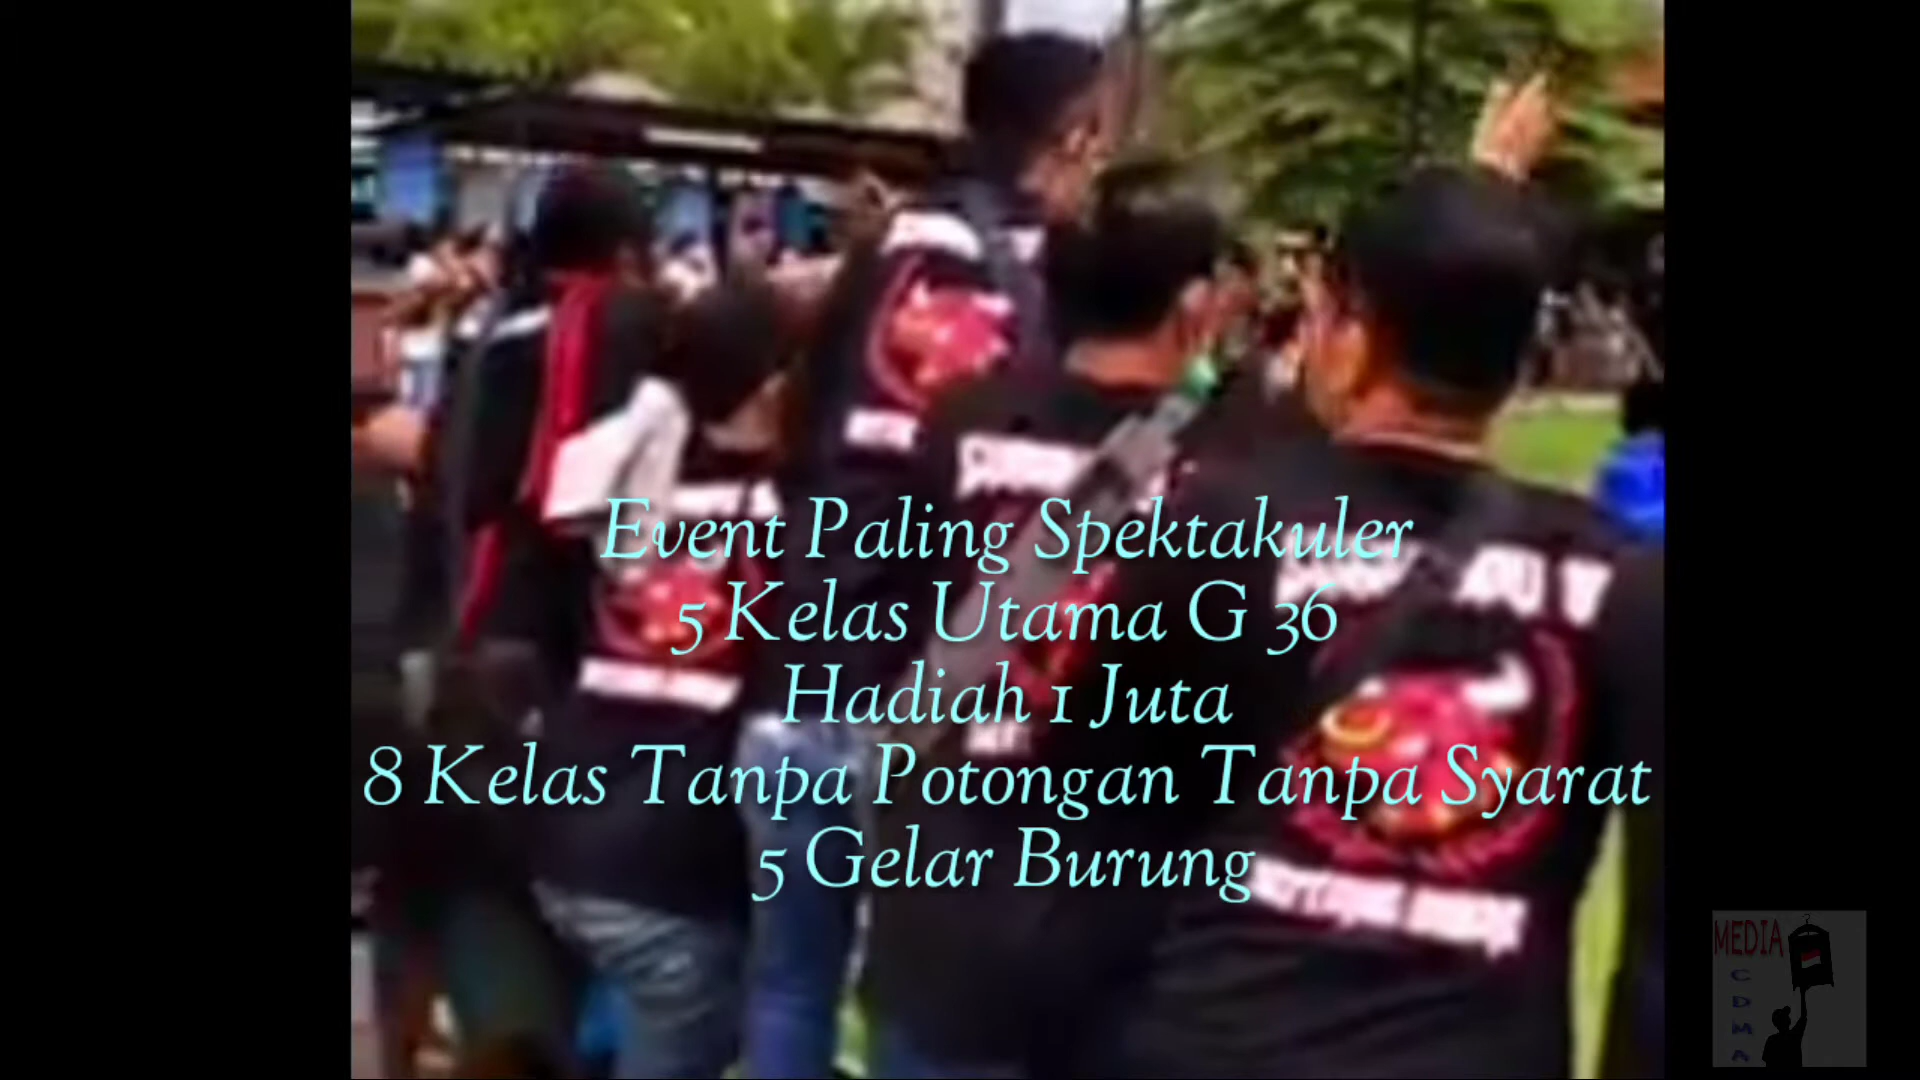 Event Paling Spektakuler
5 Kelas Utama G 36
Hadiah 1 Juta
8 Kelas Tanpa Potongan Tanpa Syarat
5 Gelar Burung
MEDIA
CDMA